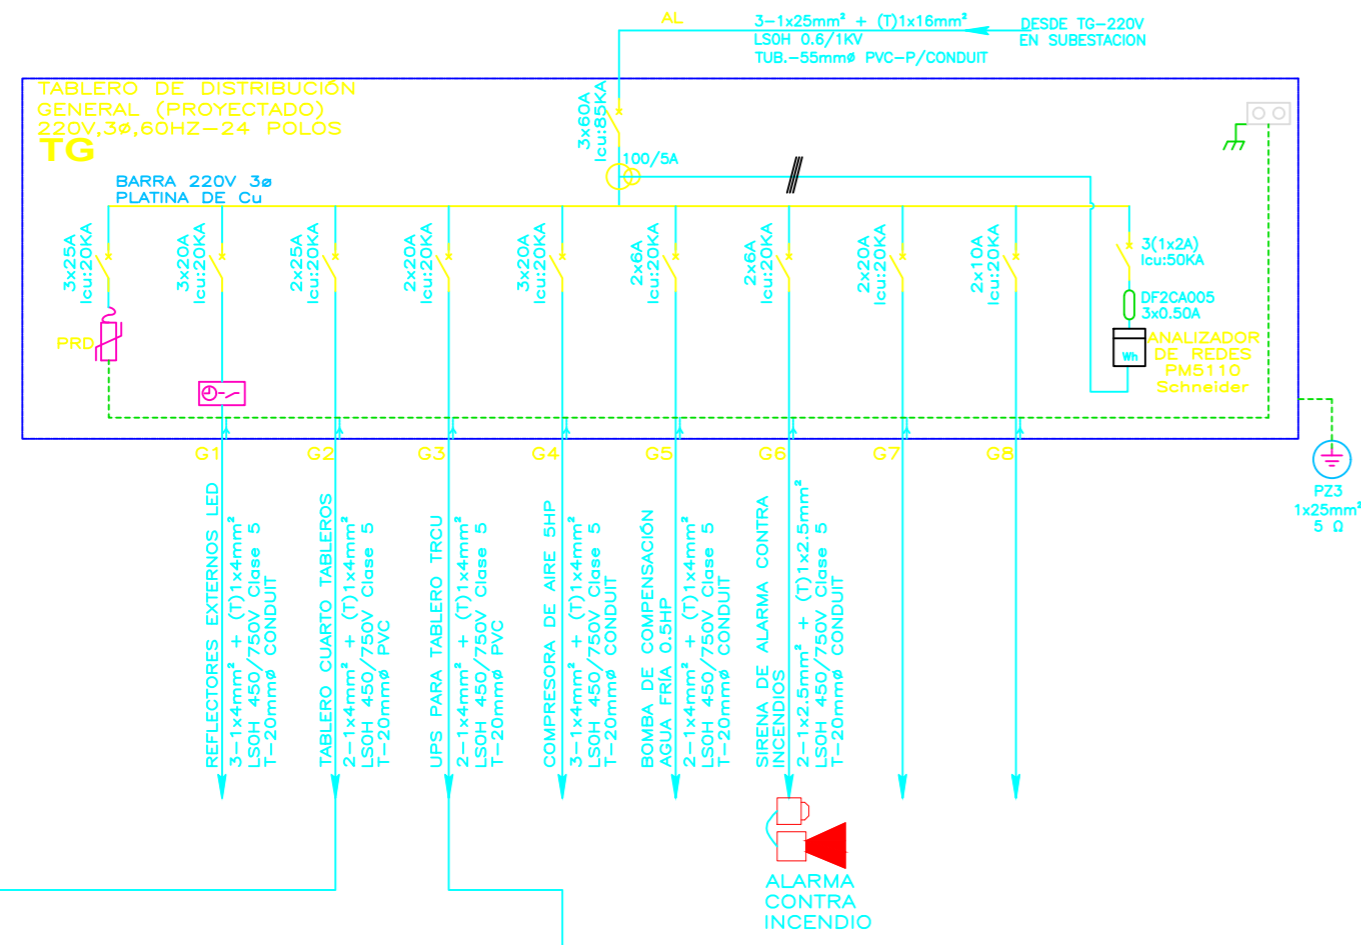 AL
3-1x25mm² + (T)1x16mm²
LSOH 0.6/1KV
TUB.-55mmø PVC-P/CONDUIT
DESDE TG-220V
EN SUBESTACION
TABLERO DE DISTRIBUCIÓN
GENERAL (PROYECTADO)
220V,3ø,60HZ-24 POLOS
TG
3x60A
Icu:85KA
100/5A
BARRA 220V 3ø
PLATINA DE Cu
3x25A
Icu:20KA
3x20A
Icu:20KA
2x25A
Icu:20KA
2x20A
Icu:20KA
3x20A
Icu:20KA
2x6A
Icu:20KA
2x6A
Icu:20KA
2x20A
Icu:20KA
2x10A
Icu:20KA
3(1x2A)
Icu:50KA
DF2CA005
3x0.50A
PRD
Wh
ANALIZADOR
DE REDES
PM5110
Schneider
G1
G2
G3
G4
G5
G6
G7
G8
PZ3
1x25mm²
5 Ω
REFLECTORES EXTERNOS LED
3-1x4mm² + (T)1x4mm²
LSOH 450/750V Clase 5
T-20mmø CONDUIT
TABLERO CUARTO TABLEROS
2-1x4mm² + (T)1x4mm²
LSOH 450/750V Clase 5
T-20mmø PVC
UPS PARA TABLERO TRCU
2-1x4mm² + (T)1x4mm²
LSOH 450/750V Clase 5
T-20mmø PVC
COMPRESORA DE AIRE 5HP
3-1x4mm² + (T)1x4mm²
LSOH 450/750V Clase 5
T-20mmø CONDUIT
BOMBA DE COMPENSACIÓN
AGUA FRÍA 0.5HP
2-1x4mm² + (T)1x4mm²
LSOH 450/750V Clase 5
T-20mmø CONDUIT
SIRENA DE ALARMA CONTRA
INCENDIOS
2-1x2.5mm² + (T)1x2.5mm²
LSOH 450/750V Clase 5
T-20mmø CONDUIT
ALARMA
CONTRA
INCENDIO